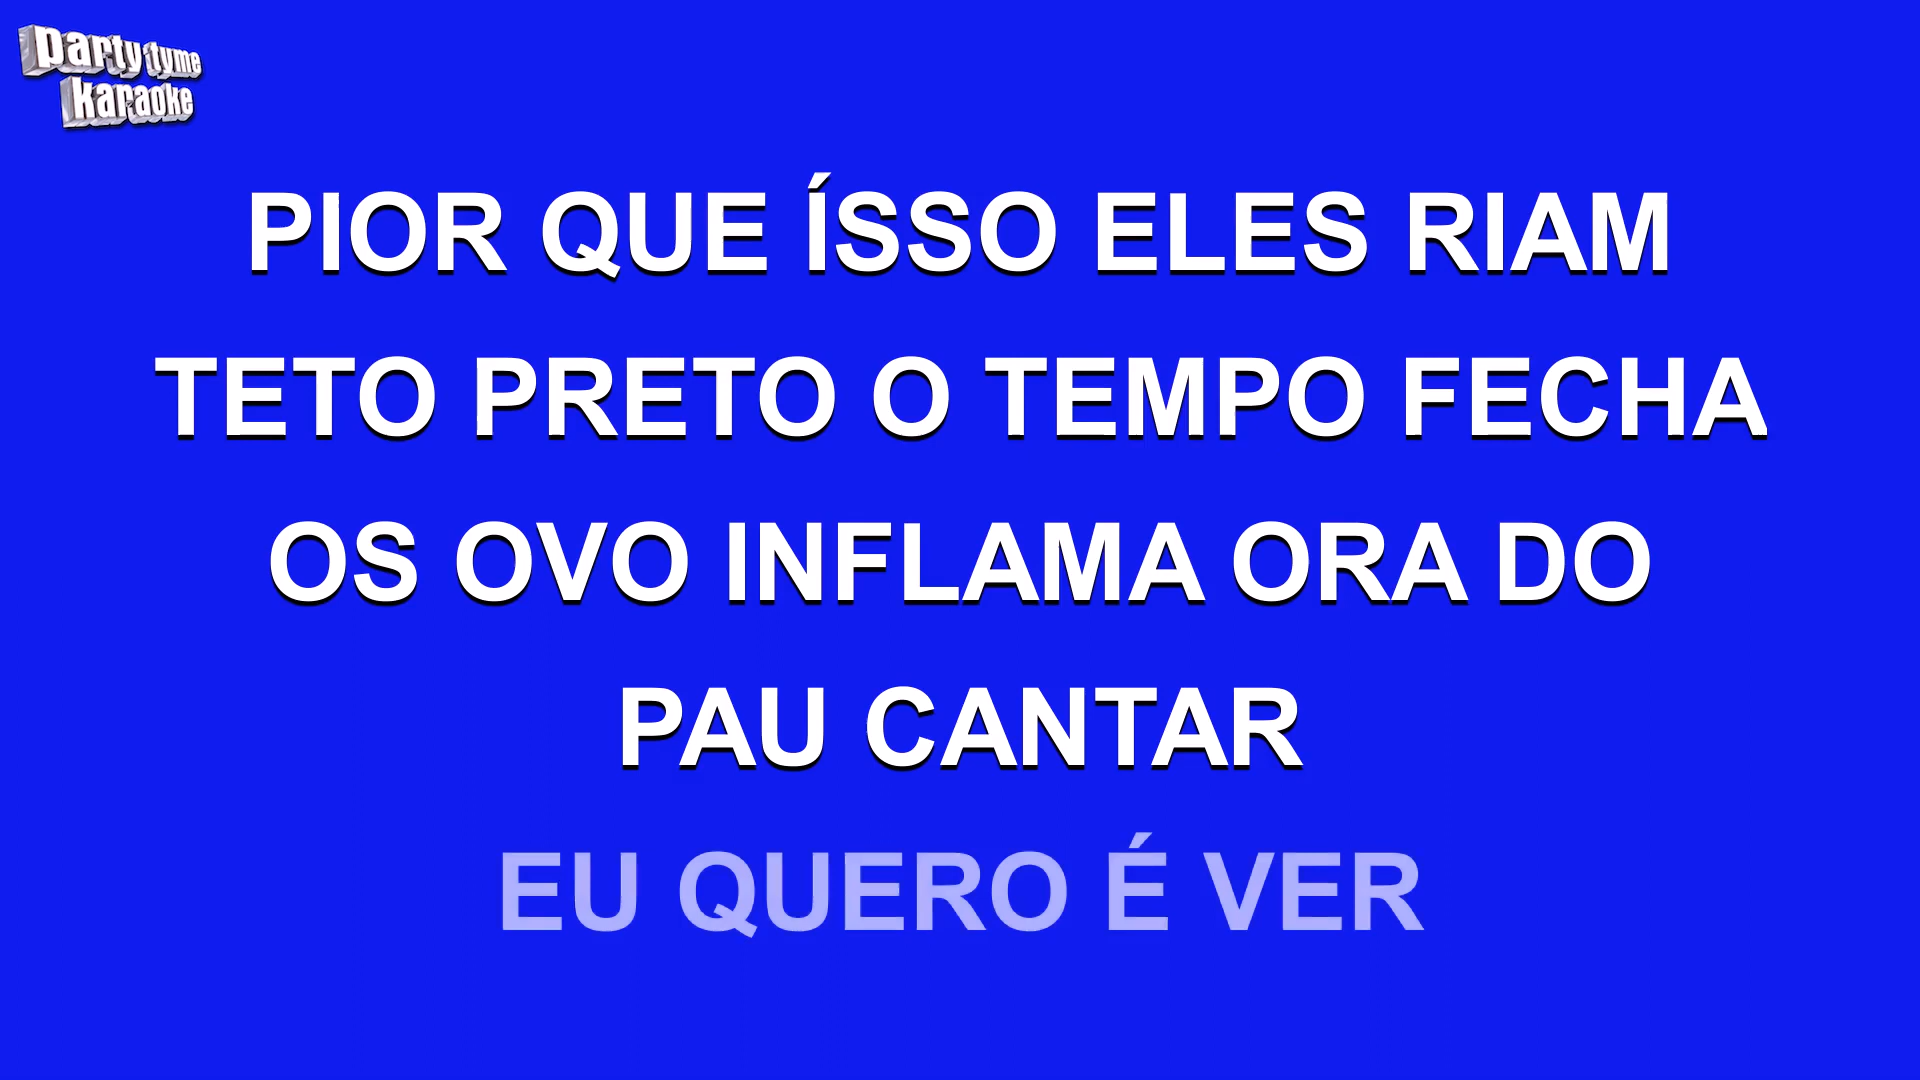 party tyme
karaoke
PIOR QUE ÍSSO ELES RIAM
TETO PRETO O TEMPO FECHA
OS OVO INFLAMA ORA DO
PAU CANTAR
EU QUERO É VER